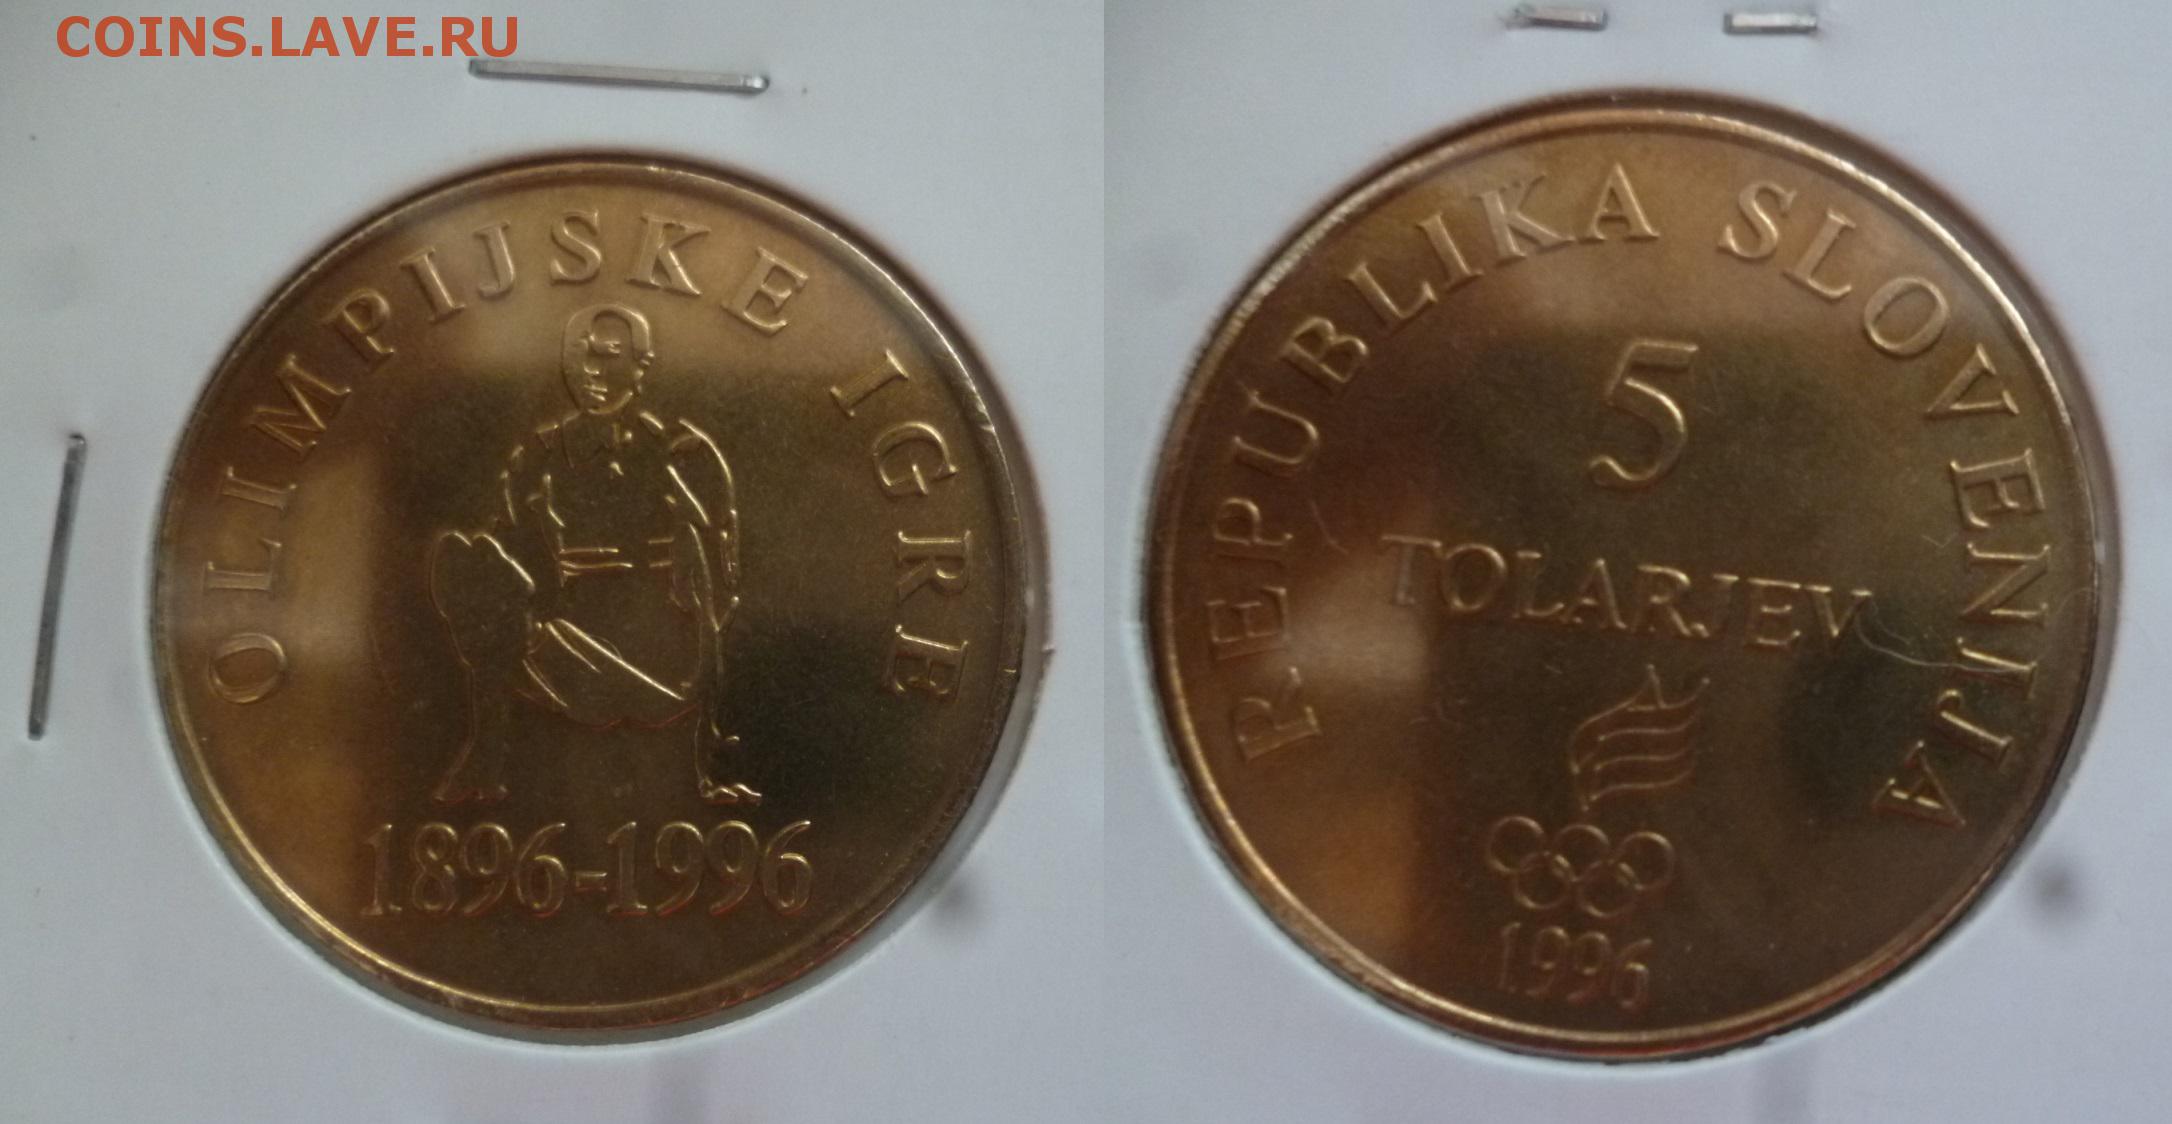 COINS.LAVE.RU
OLIMPIJSKE IGRE
1896-1996
REPUBLIKA SLOVENIJA
5
TOLARJEV
1996